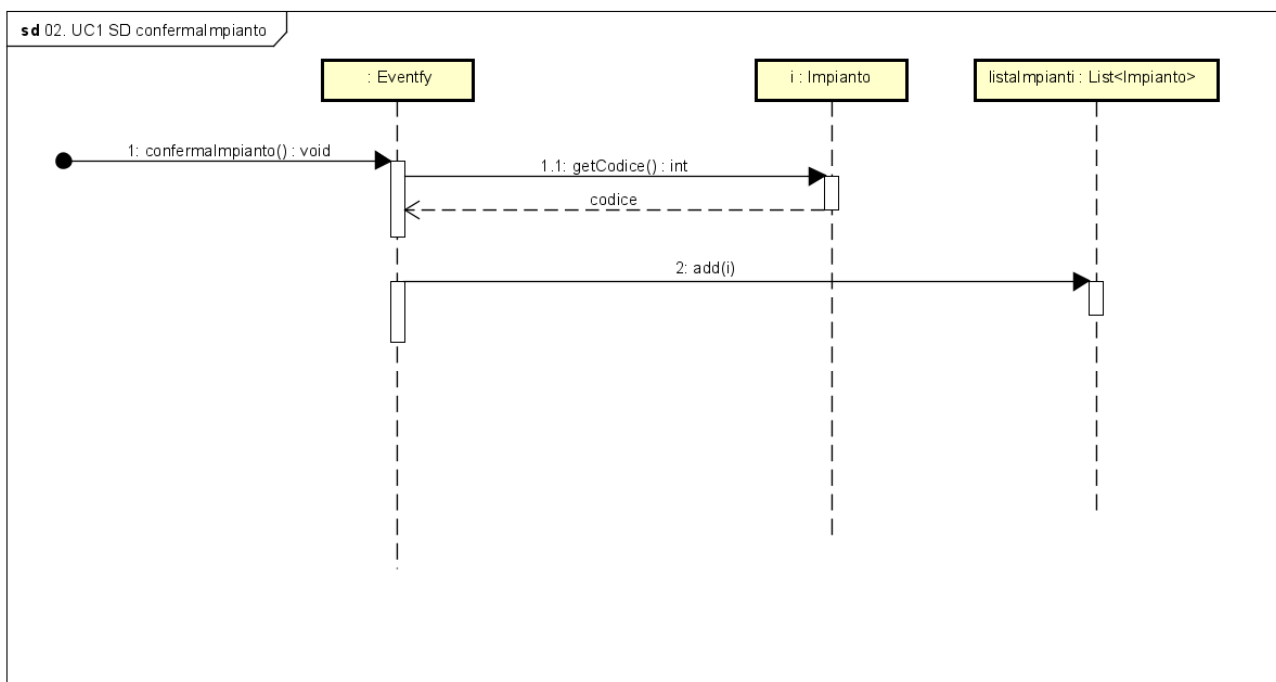 sd 02. UC1 SD confermaImpianto
: Eventfy
i : Impianto
listaImpianti : List<Impianto>
1: confermaImpianto() : void
1.1: getCodice() : int
codice
2: add(i)